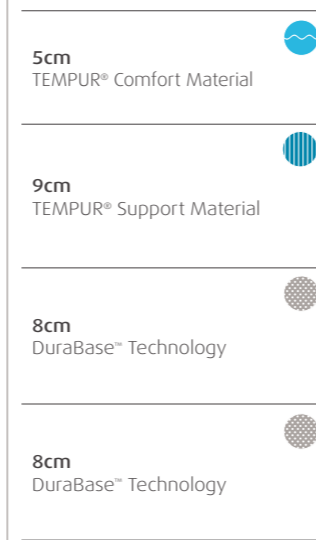 5cm
TEMPUR® Comfort Material
9cm
TEMPUR® Support Material
8cm
DuraBase™ Technology
8cm
DuraBase™ Technology